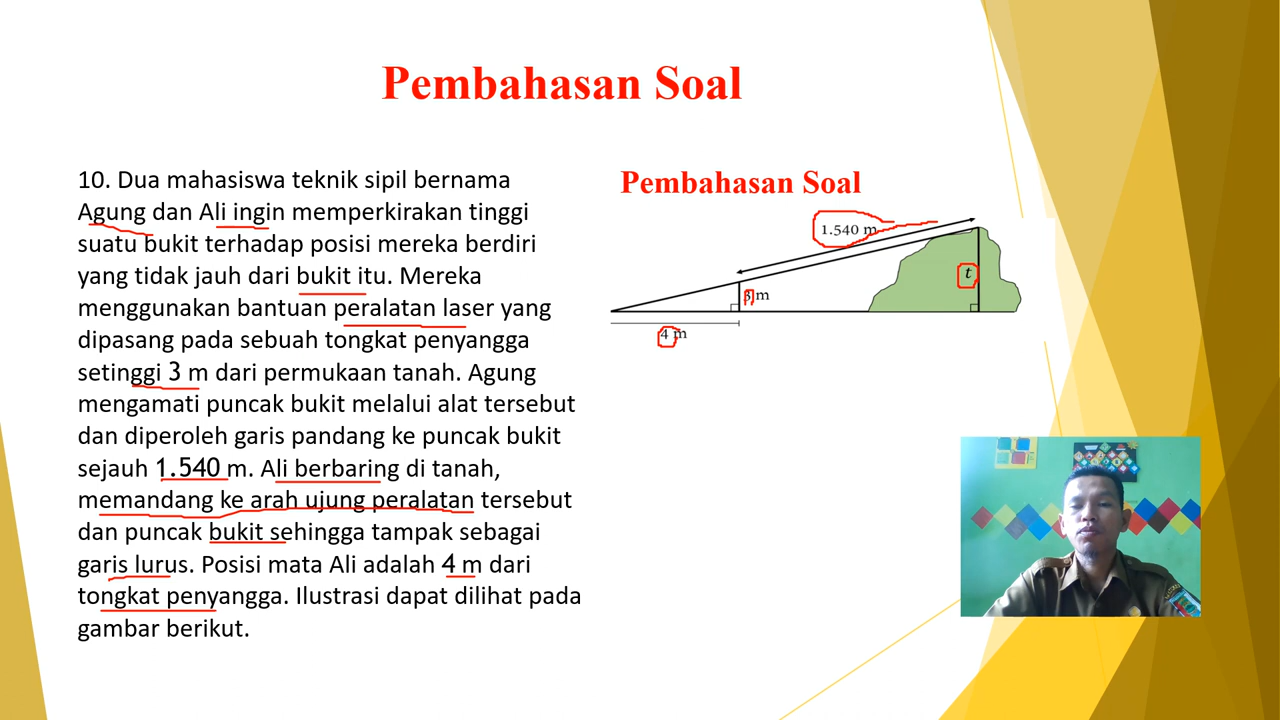 Pembahasan Soal
10. Dua mahasiswa teknik sipil bernama
Agung dan Ali ingin memperkirakan tinggi
suatu bukit terhadap posisi mereka berdiri
yang tidak jauh dari bukit itu. Mereka
menggunakan bantuan peralatan laser yang
dipasang pada sebuah tongkat penyangga
setinggi 3 m dari permukaan tanah. Agung
mengamati puncak bukit melalui alat tersebut
dan diperoleh garis pandang ke puncak bukit
sejauh 1.540 m. Ali berbaring di tanah,
memandang ke arah ujung peralatan tersebut
dan puncak bukit sehingga tampak sebagai
garis lurus. Posisi mata Ali adalah 4 m dari
tongkat penyangga. Ilustrasi dapat dilihat pada
gambar berikut.
Pembahasan Soal
1.540 m
t
3 m
4 m